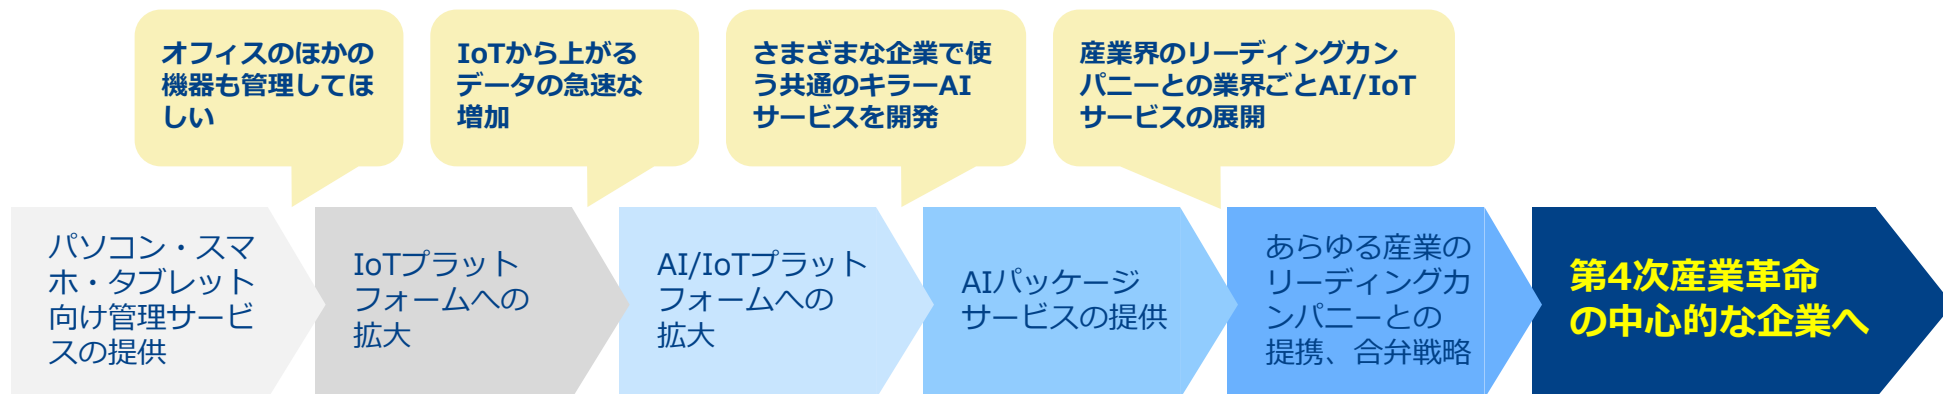 オフィスのほかの
機器も管理してほ
しい
IoTから上がる
データの急速な
増加
さまざまな企業で使
う共通のキラーAI
サービスを開発
産業界のリーディングカン
パニーとの業界ごとAI/IoT
サービスの展開
パソコン・スマ
ホ・タブレット
向け管理サービ
スの提供
IoTプラット
フォームへの
拡大
AI/IoTプラット
フォームへの
拡大
AIパッケージ
サービスの提供
あらゆる産業の
リーディングカ
ンパニーとの
提携、合弁戦略
第4次産業革命
の中心的な企業へ